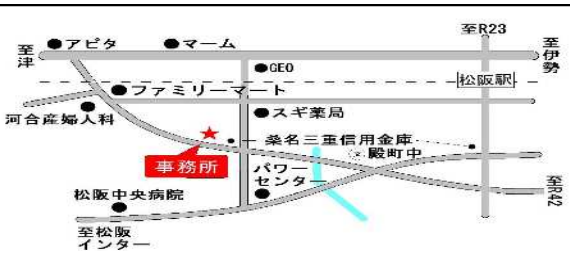 至R23
至津
アピタ
マーム
至伊勢
GEO
松阪駅
ファミリーマート
河合産婦人科
スギ薬局
桑名三重信用金庫
殿町中
事務所
パワー
センター
松阪中央病院
至R42
至松阪
インター